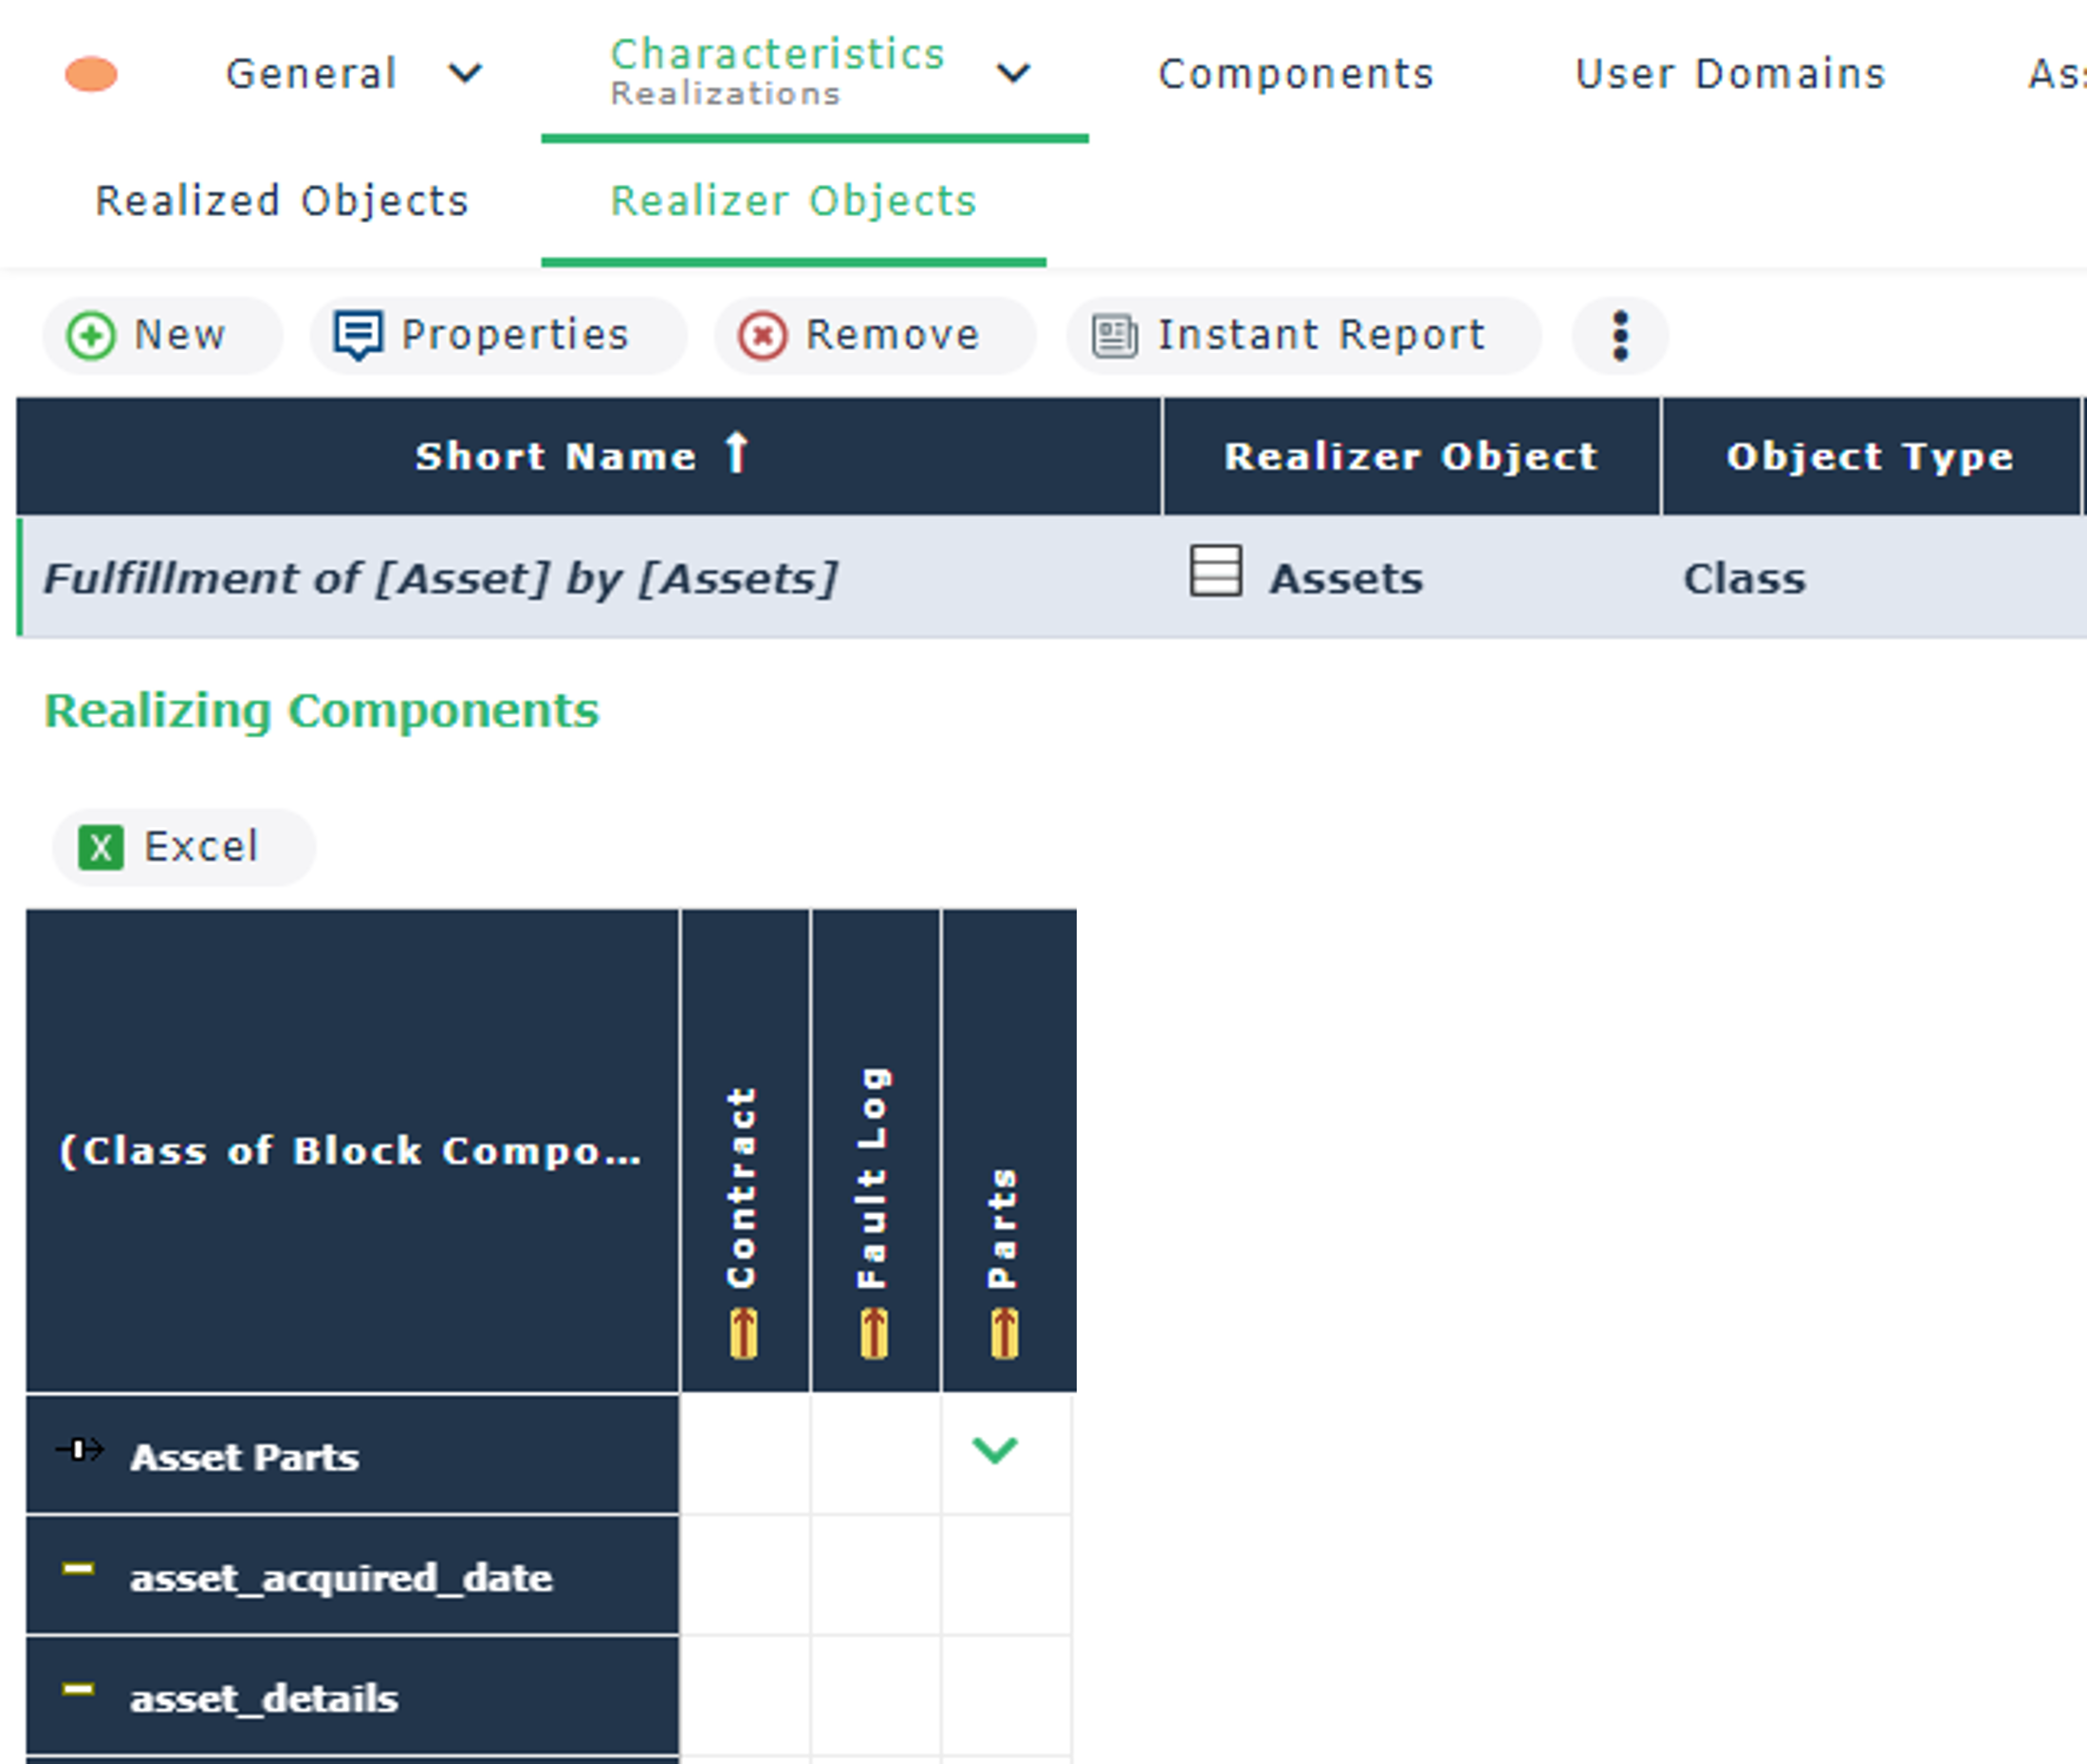 General
Characteristics
Realizations
Components
User Domains
Ass
Realized Objects
Realizer Objects
New
Properties
Remove
Instant Report
Short Name
Realizer Object
Object Type
Fulfillment of [Asset] by [Assets]
Assets
Class
Realizing Components
Excel
(Class of Block Compo...
Contract
Fault Log
Parts
Asset Parts
asset_acquired_date
asset_details